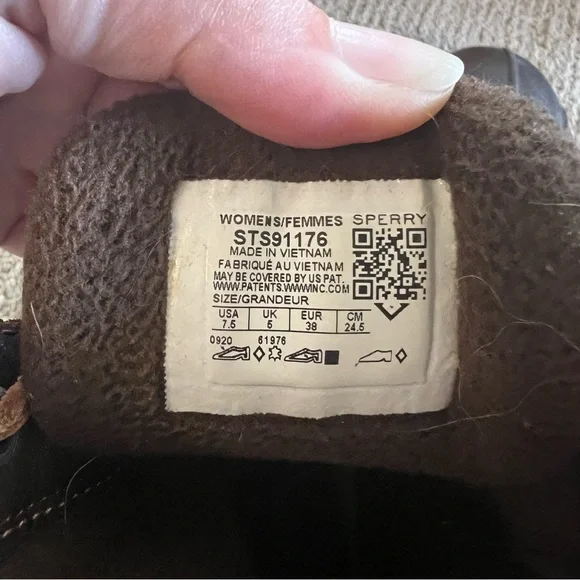 WOMENS/FEMMES SPERRY
STS91176
MADE IN VIETNAM
FABRIQUÉ AU VIETNAM
MAY BE COVERED BY US PAT.
WWW.PATENTS.WWWINC.COM
SIZE/GRANDEUR
USA UK EUR CM
7.5 5 38 24.5
0920 61976